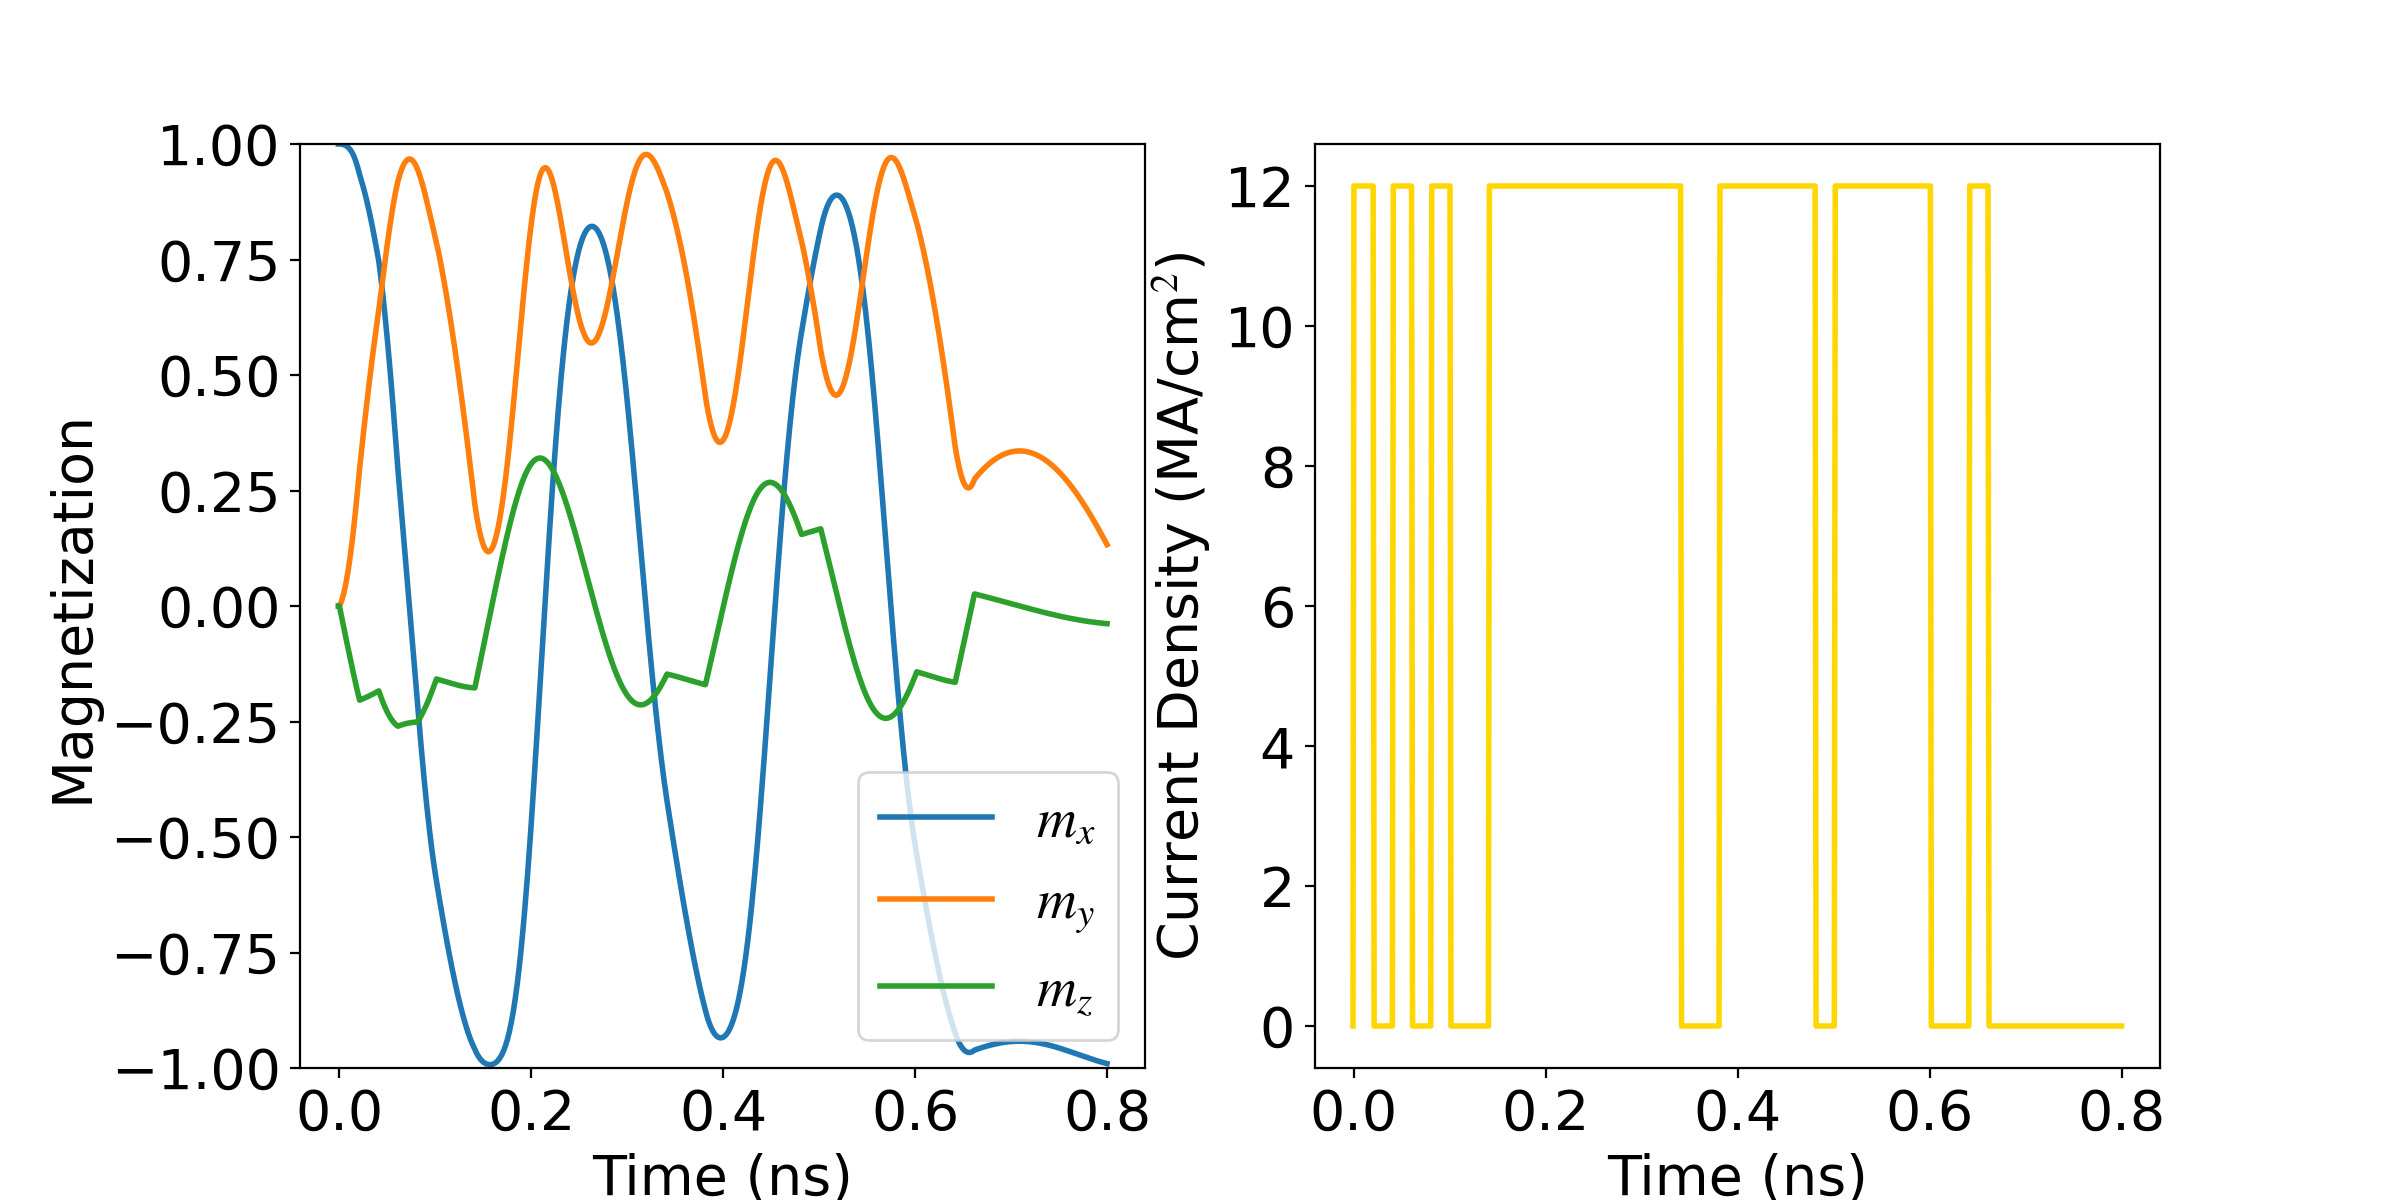 Magnetization
1.00
0.75
0.50
0.25
0.00
−0.25
−0.50
−0.75
−1.00
0.0 0.2 0.4 0.6 0.8
Time (ns)
m_x
m_y
m_z
Current Density (MA/cm²)
12
10
8
6
4
2
0
0.0 0.2 0.4 0.6 0.8
Time (ns)